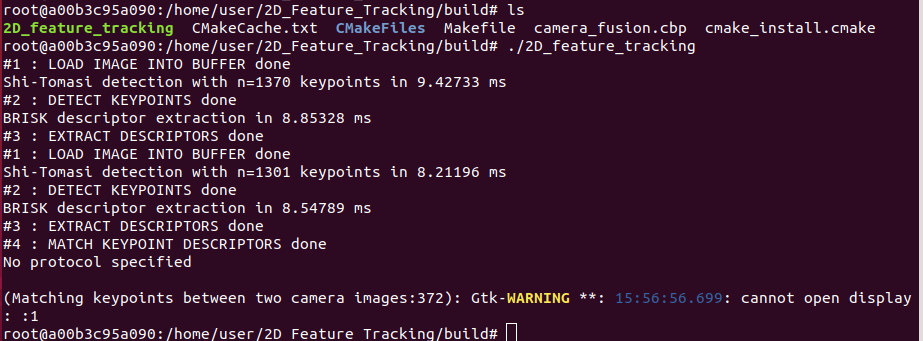 root@a00b3c95a090:/home/user/2D_Feature_Tracking/build# ls
2D_feature_tracking  CMakeCache.txt  CMakeFiles  Makefile  camera_fusion.cbp  cmake_install.cmake
root@a00b3c95a090:/home/user/2D_Feature_Tracking/build# ./2D_feature_tracking
#1 : LOAD IMAGE INTO BUFFER done
Shi-Tomasi detection with n=1370 keypoints in 9.42733 ms
#2 : DETECT KEYPOINTS done
BRISK descriptor extraction in 8.85328 ms
#3 : EXTRACT DESCRIPTORS done
#1 : LOAD IMAGE INTO BUFFER done
Shi-Tomasi detection with n=1301 keypoints in 8.21196 ms
#2 : DETECT KEYPOINTS done
BRISK descriptor extraction in 8.54789 ms
#3 : EXTRACT DESCRIPTORS done
#4 : MATCH KEYPOINT DESCRIPTORS done
No protocol specified

(Matching keypoints between two camera images:372): Gtk-WARNING **: 15:56:56.699: cannot open display
: :1
root@a00b3c95a090:/home/user/2D_Feature_Tracking/build#